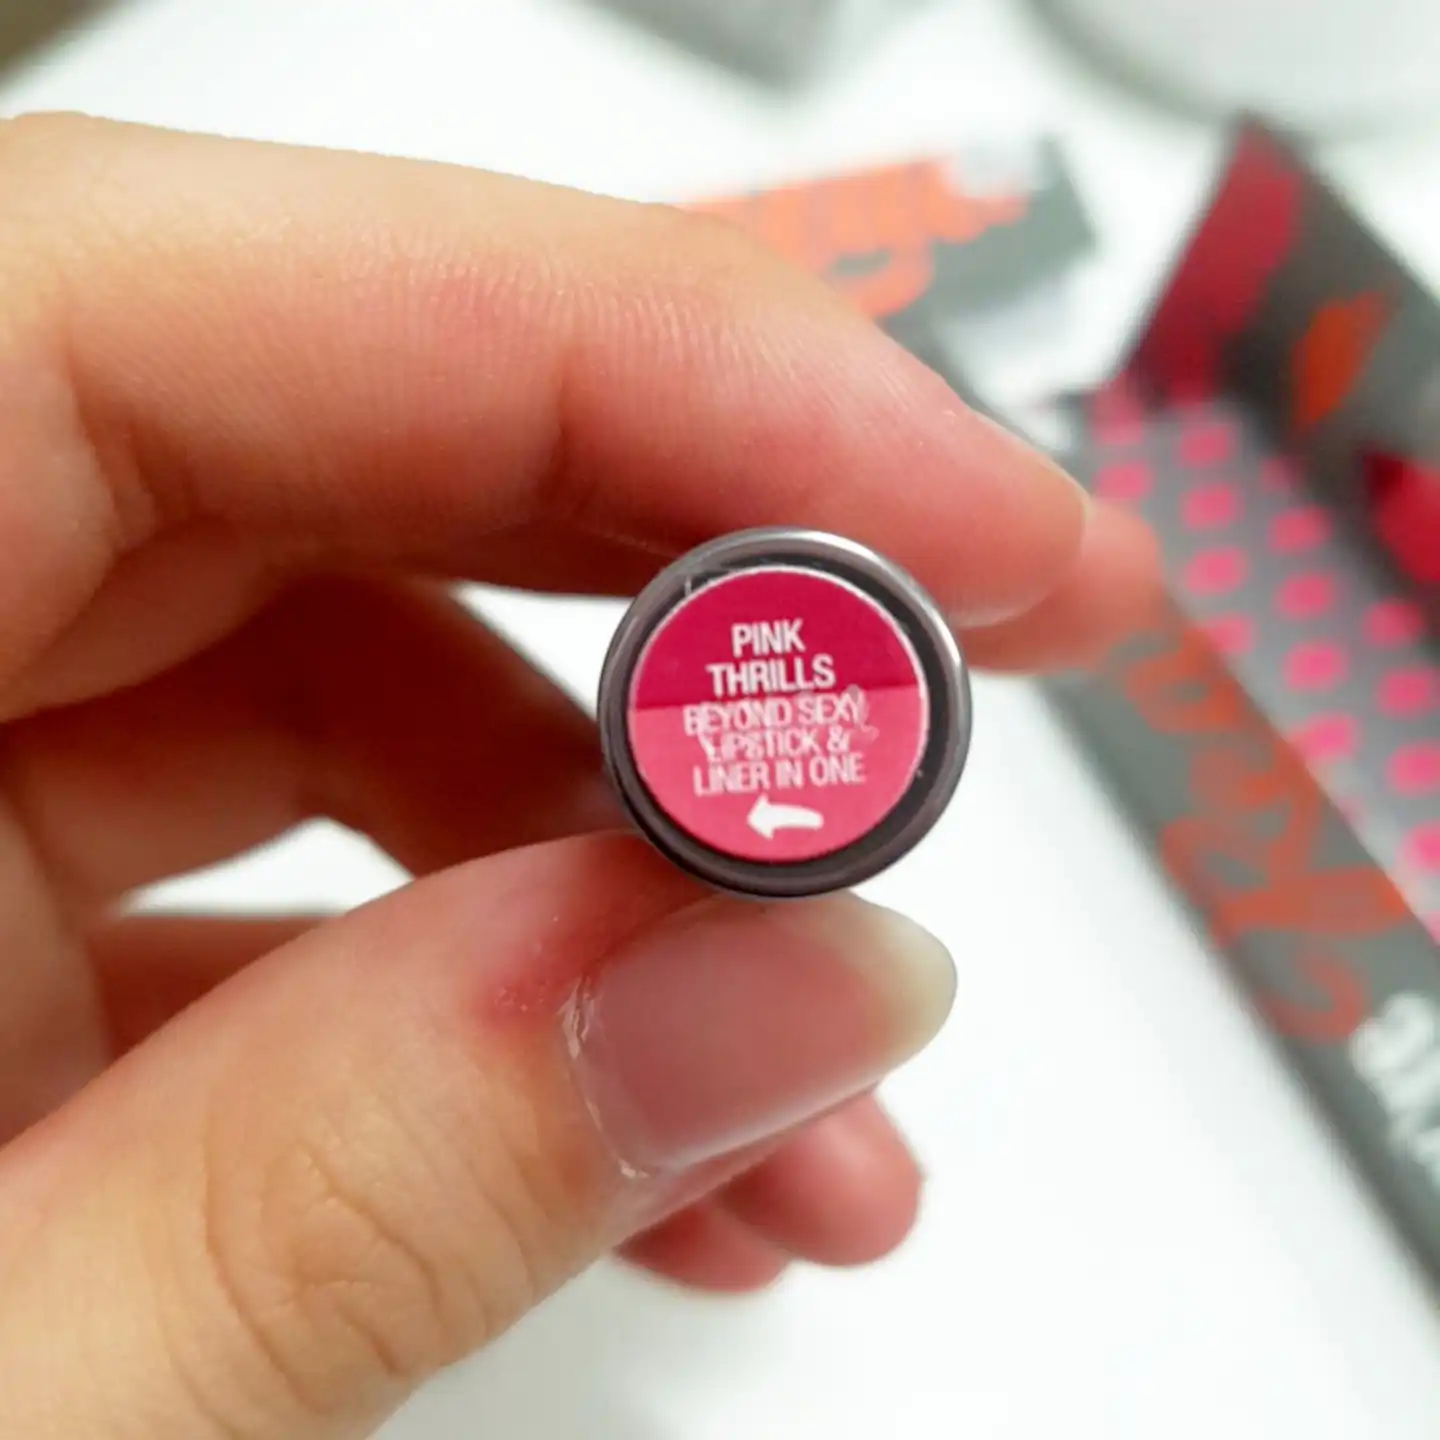 PINK
THRILLS
BEYOND SEXY
LIPSTICK &
LINER IN ONE